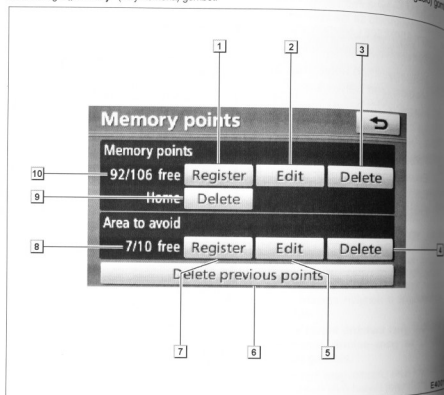 1 2 3
Memory points
Memory points
10 92/106 free Register Edit Delete
9 Home Delete
Area to avoid
8 7/10 free Register Edit Delete 4
Delete previous points
7 6 5